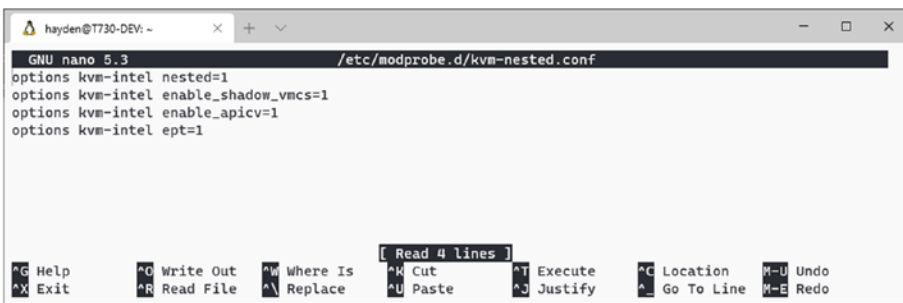 hayden@T730-DEV: ~
GNU nano 5.3 /etc/modprobe.d/kvm-nested.conf
options kvm-intel nested=1
options kvm-intel enable_shadow_vmcs=1
options kvm-intel enable_apicv=1
options kvm-intel ept=1
[ Read 4 lines ]
^G Help ^O Write Out ^W Where Is ^K Cut ^T Execute ^C Location M-U Undo
^X Exit ^R Read File ^\ Replace ^U Paste ^J Justify ^_ Go To Line M-E Redo